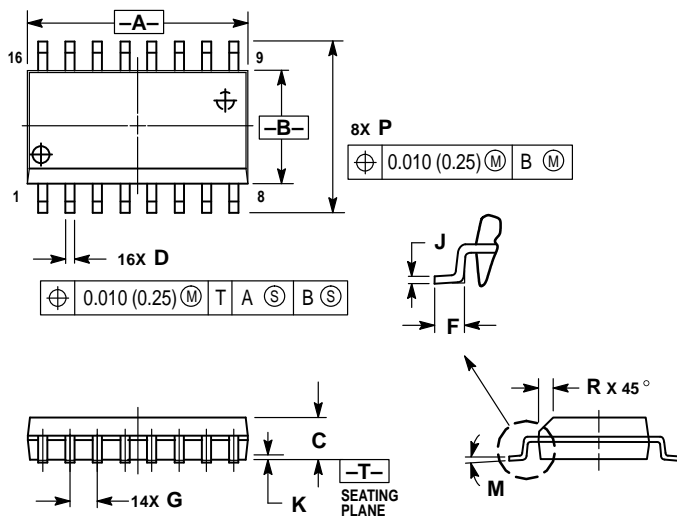 –A–
16
9
–B–
8X P
⌖ 0.010 (0.25) Ⓜ B Ⓜ
1
8
16X D
⌖ 0.010 (0.25) Ⓜ T A Ⓢ B Ⓢ
J
F
R X 45°
C
–T–
SEATING
PLANE
14X G
K
M